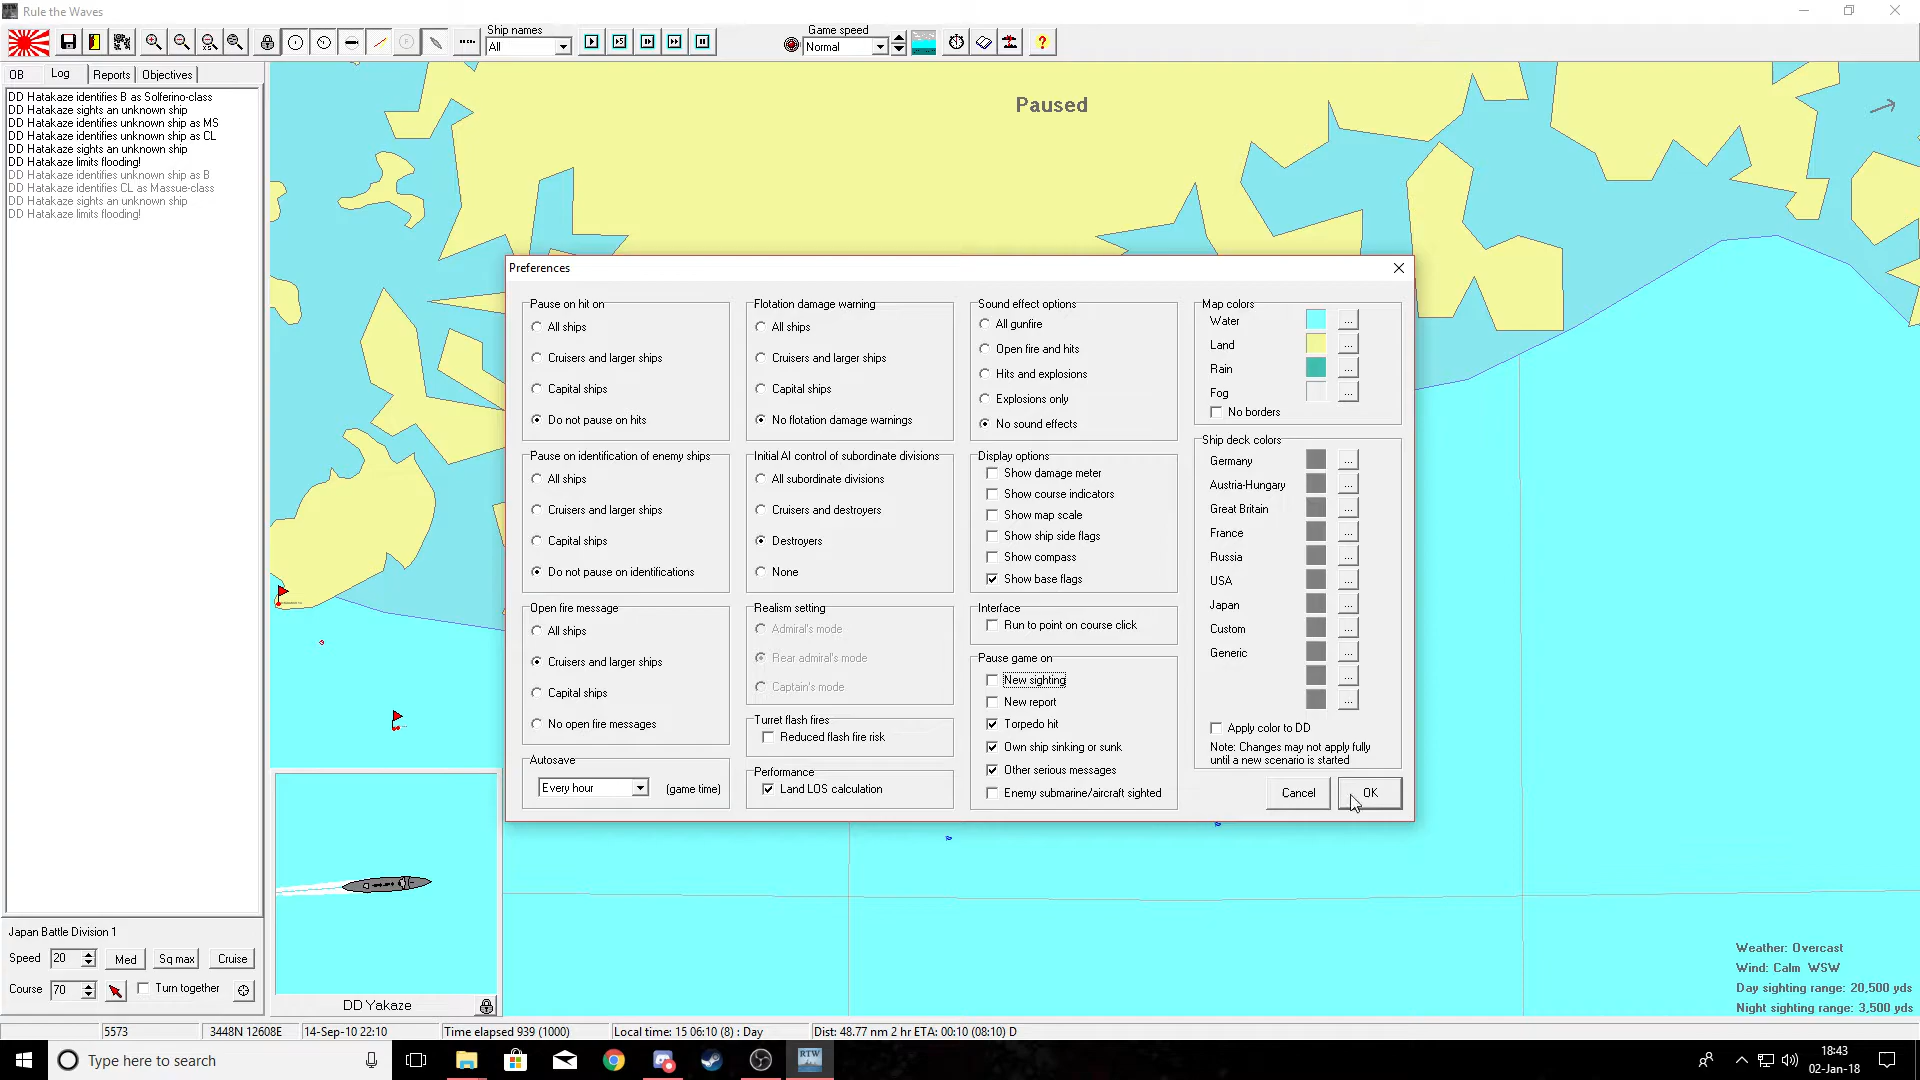 Rule the Waves
Ship names
All
Game speed
Normal
OB
Log
Reports
Objectives
DD Hatakaze identifies B as Solferino-class
DD Hatakaze sights an unknown ship
DD Hatakaze identifies unknown ship as MS
DD Hatakaze identifies unknown ship as CL
DD Hatakaze sights an unknown ship
DD Hatakaze limits flooding!
DD Hatakaze identifies unknown ship as B
DD Hatakaze identifies CL as Massue-class
DD Hatakaze sights an unknown ship
DD Hatakaze limits flooding!
Paused
Preferences
Pause on hit on
All ships
Cruisers and larger ships
Capital ships
Do not pause on hits
Pause on identification of enemy ships
All ships
Cruisers and larger ships
Capital ships
Do not pause on identifications
Open fire message
All ships
Cruisers and larger ships
Capital ships
No open fire messages
Autosave
Every hour
(game time)
Flotation damage warning
All ships
Cruisers and larger ships
Capital ships
No flotation damage warnings
Initial AI control of subordinate divisions
All subordinate divisions
Cruisers and destroyers
Destroyers
None
Realism setting
Admiral's mode
Rear admiral's mode
Captain's mode
Turret flash fires
Reduced flash fire risk
Performance
Land LOS calculation
Sound effect options
All gunfire
Open fire and hits
Hits and explosions
Explosions only
No sound effects
Display options
Show damage meter
Show course indicators
Show map scale
Show ship side flags
Show compass
Show base flags
Interface
Run to point on course click
Pause game on
New sighting
New report
Torpedo hit
Own ship sinking or sunk
Other serious messages
Enemy submarine/aircraft sighted
Map colors
Water ...
Land ...
Rain ...
Fog ...
No borders
Ship deck colors
Germany ...
Austria-Hungary ...
Great Britain ...
France ...
Russia ...
USA ...
Japan ...
Custom ...
Generic ...
...
...
Apply color to DD
Note: Changes may not apply fully
until a new scenario is started
Cancel
OK
Japan Battle Division 1
Speed 20 Med Sq max Cruise
Course 70 Turn together
DD Yakaze
Weather: Overcast
Wind: Calm WSW
Day sighting range: 20,500 yds
Night sighting range: 3,500 yds
5573
3448N 12608E
14-Sep-10 22:10
Time elapsed 939 (1000)
Local time: 15 06:10 (8) : Day
Dist: 48.77 nm 2 hr ETA: 00:10 (08:10) D
Type here to search
RTW
18:43
02-Jan-18